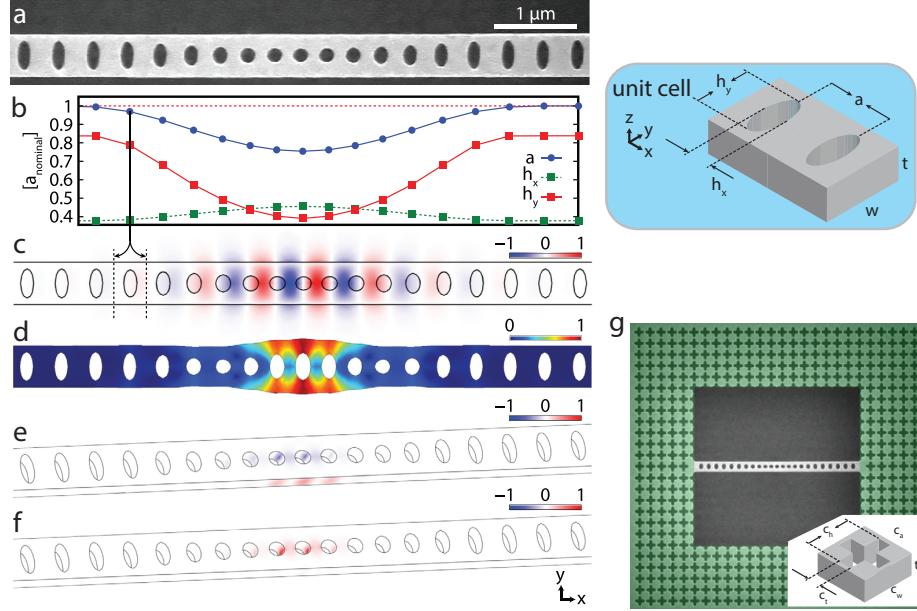 a
1 μm
b
1
0.9
0.8
0.7
0.6
0.5
0.4
[a_nominal]
a
h_x
h_y
unit cell
h_y
a
z
y
x
h_x
t
w
c
−1 0 1
d
0 1
e
−1 0 1
f
−1 0 1
y
x
g
c_h
c_a
t
c_t
c_w